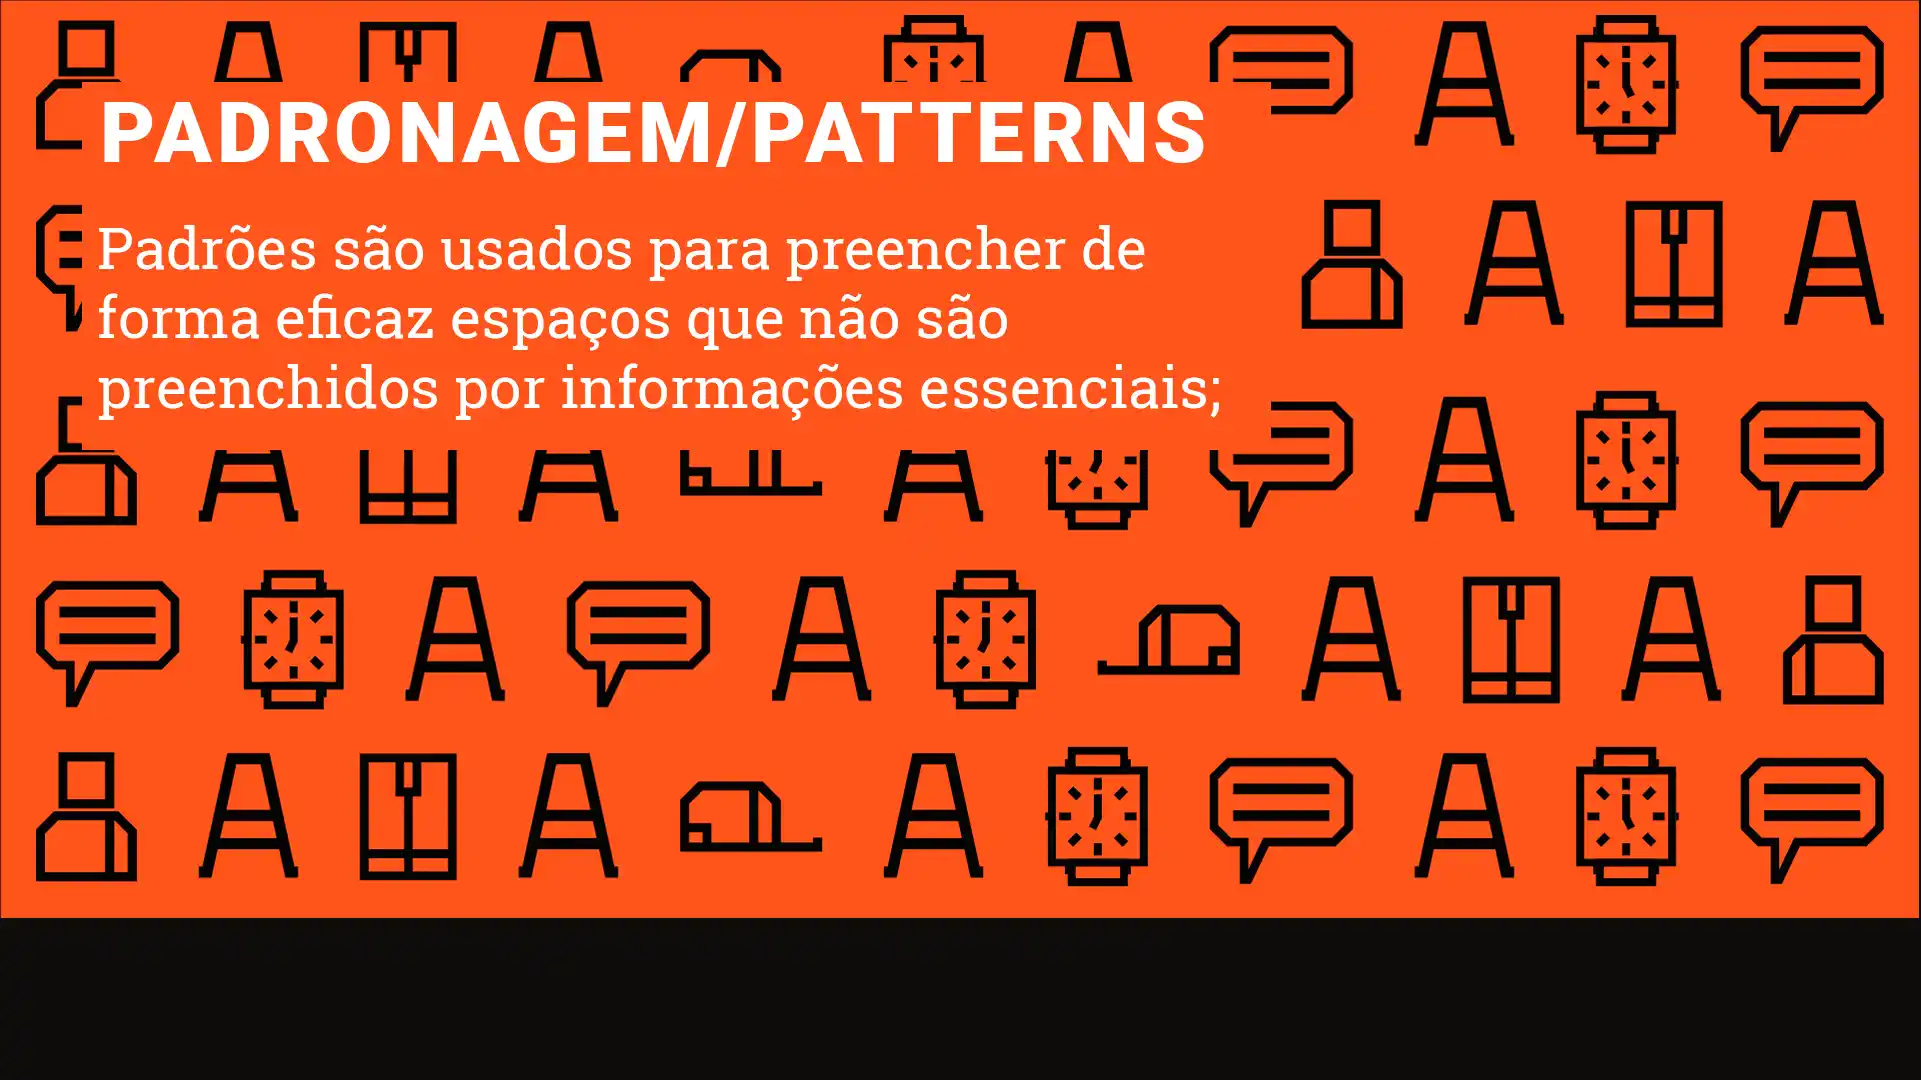 PADRONAGEM/PATTERNS
Padrões são usados para preencher de
forma eficaz espaços que não são
preenchidos por informações essenciais;